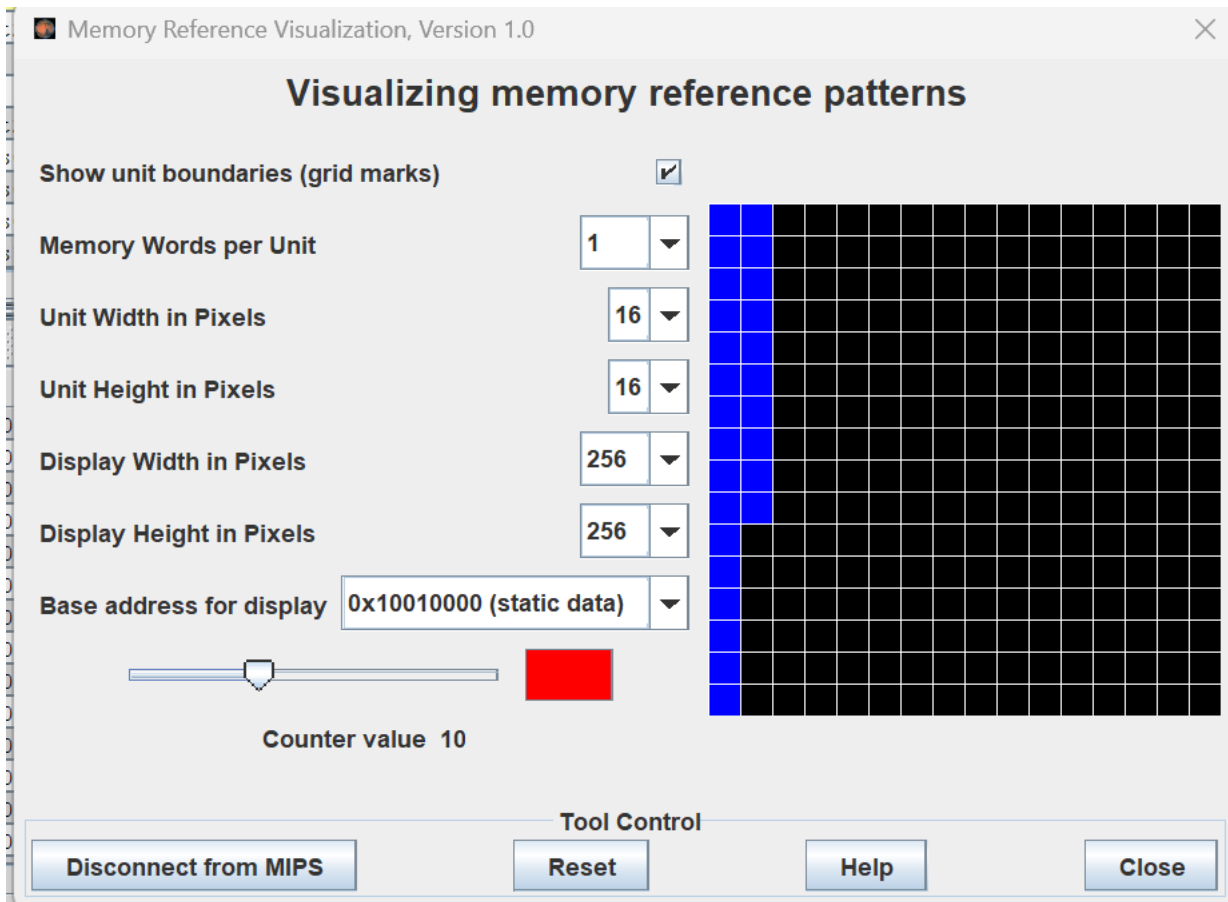 Memory Reference Visualization, Version 1.0
Visualizing memory reference patterns
Show unit boundaries (grid marks)
Memory Words per Unit 1
Unit Width in Pixels 16
Unit Height in Pixels 16
Display Width in Pixels 256
Display Height in Pixels 256
Base address for display 0x10010000 (static data)
Counter value 10
Tool Control
Disconnect from MIPS Reset Help Close